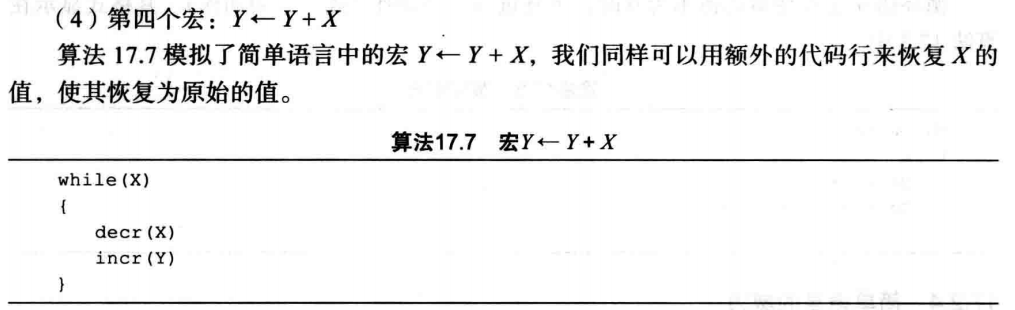 （4）第四个宏：Y ← Y + X
算法 17.7 模拟了简单语言中的宏 Y ← Y + X，我们同样可以用额外的代码行来恢复 X 的
值，使其恢复为原始的值。
算法17.7 宏Y ← Y + X
while(X)
{
decr(X)
incr(Y)
}